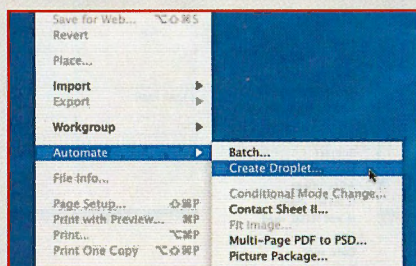 Save for Web... ⌥⇧⌘S
Revert
Place...
Import ▶
Export ▶
Workgroup ▶
Automate ▶
File Info...
Page Setup... ⇧⌘P
Print with Preview... ⌘P
Print... ⌥⌘P
Print One Copy ⌥⇧⌘P
Batch...
Create Droplet...
Conditional Mode Change...
Contact Sheet II...
Fit Image...
Multi-Page PDF to PSD...
Picture Package...